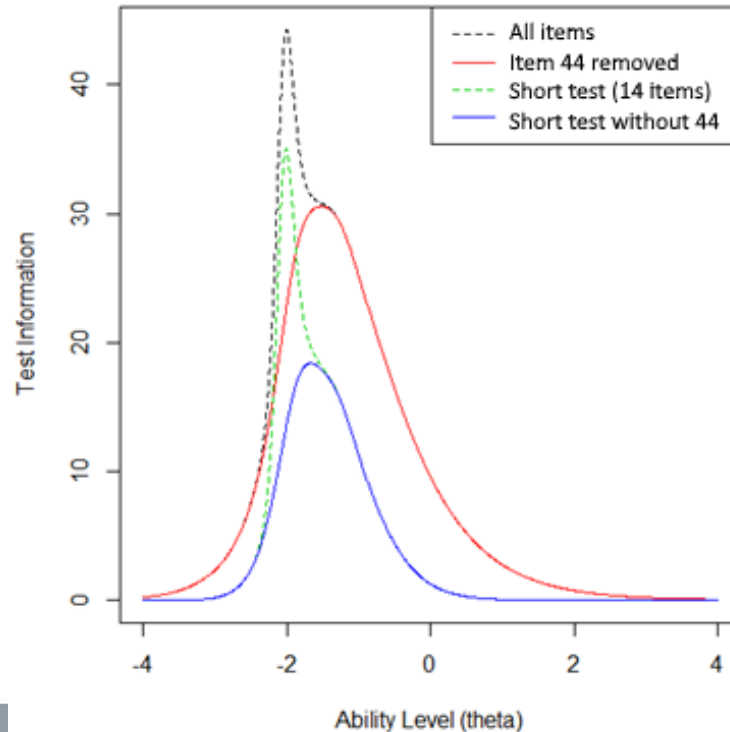 All items
Item 44 removed
Short test (14 items)
Short test without 44
Test Information
40
30
20
10
0
-4
-2
0
2
4
Ability Level (theta)